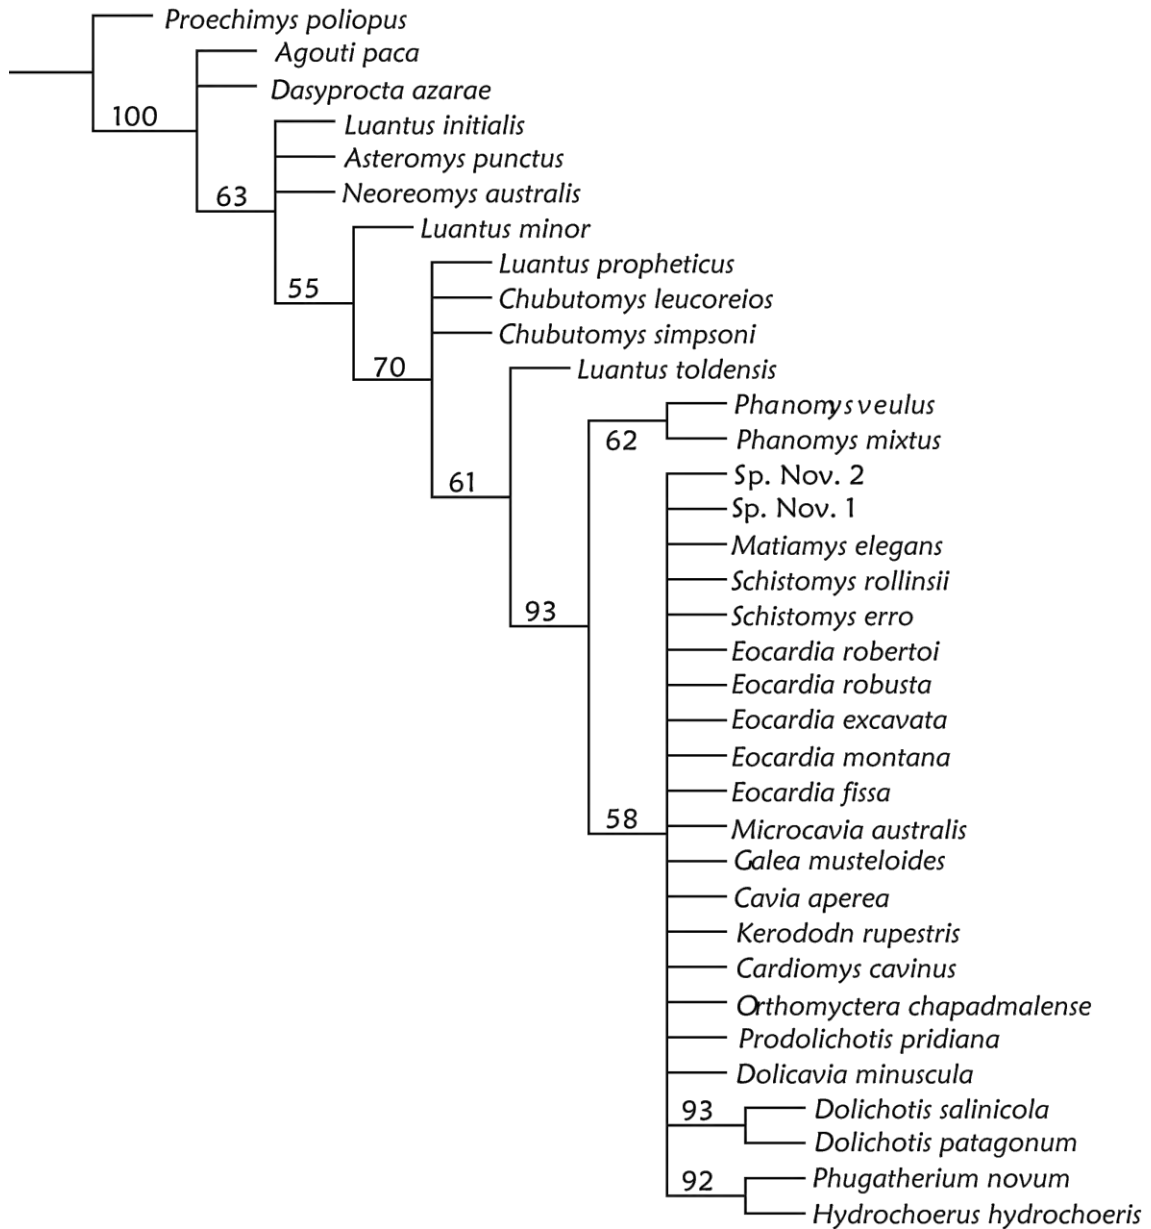 Proechimys poliopus
Agouti paca
Dasyprocta azarae
100
Luantus initialis
Asteromys punctus
Neoreomys australis
63
Luantus minor
Luantus propheticus
55
Chubutomys leucoreios
Chubutomys simpsoni
70
Luantus toldensis
Phanomys veulus
Phanomys mixtus
62
Sp. Nov. 2
61
Sp. Nov. 1
Matiamys elegans
Schistomys rollinsii
93
Schistomys erro
Eocardia robertoi
Eocardia robusta
Eocardia excavata
Eocardia montana
Eocardia fissa
58
Microcavia australis
Galea musteloides
Cavia aperea
Kerododn rupestris
Cardiomys cavinus
Orthomyctera chapadmalense
Prodolichotis pridiana
Dolicavia minuscula
93
Dolichotis salinicola
Dolichotis patagonum
92
Phugatherium novum
Hydrochoerus hydrochoeris